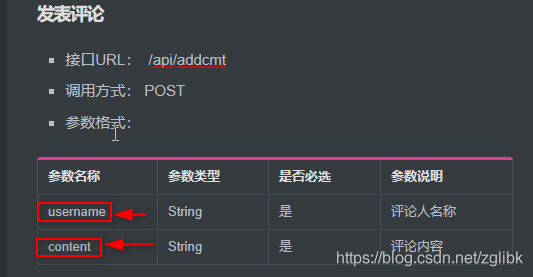 发表评论
接口URL： /api/addcmt
调用方式： POST
参数格式：
参数名称 参数类型 是否必选 参数说明
username String 是 评论人名称
content String 是 评论内容
https://blog.csdn.net/zglibk